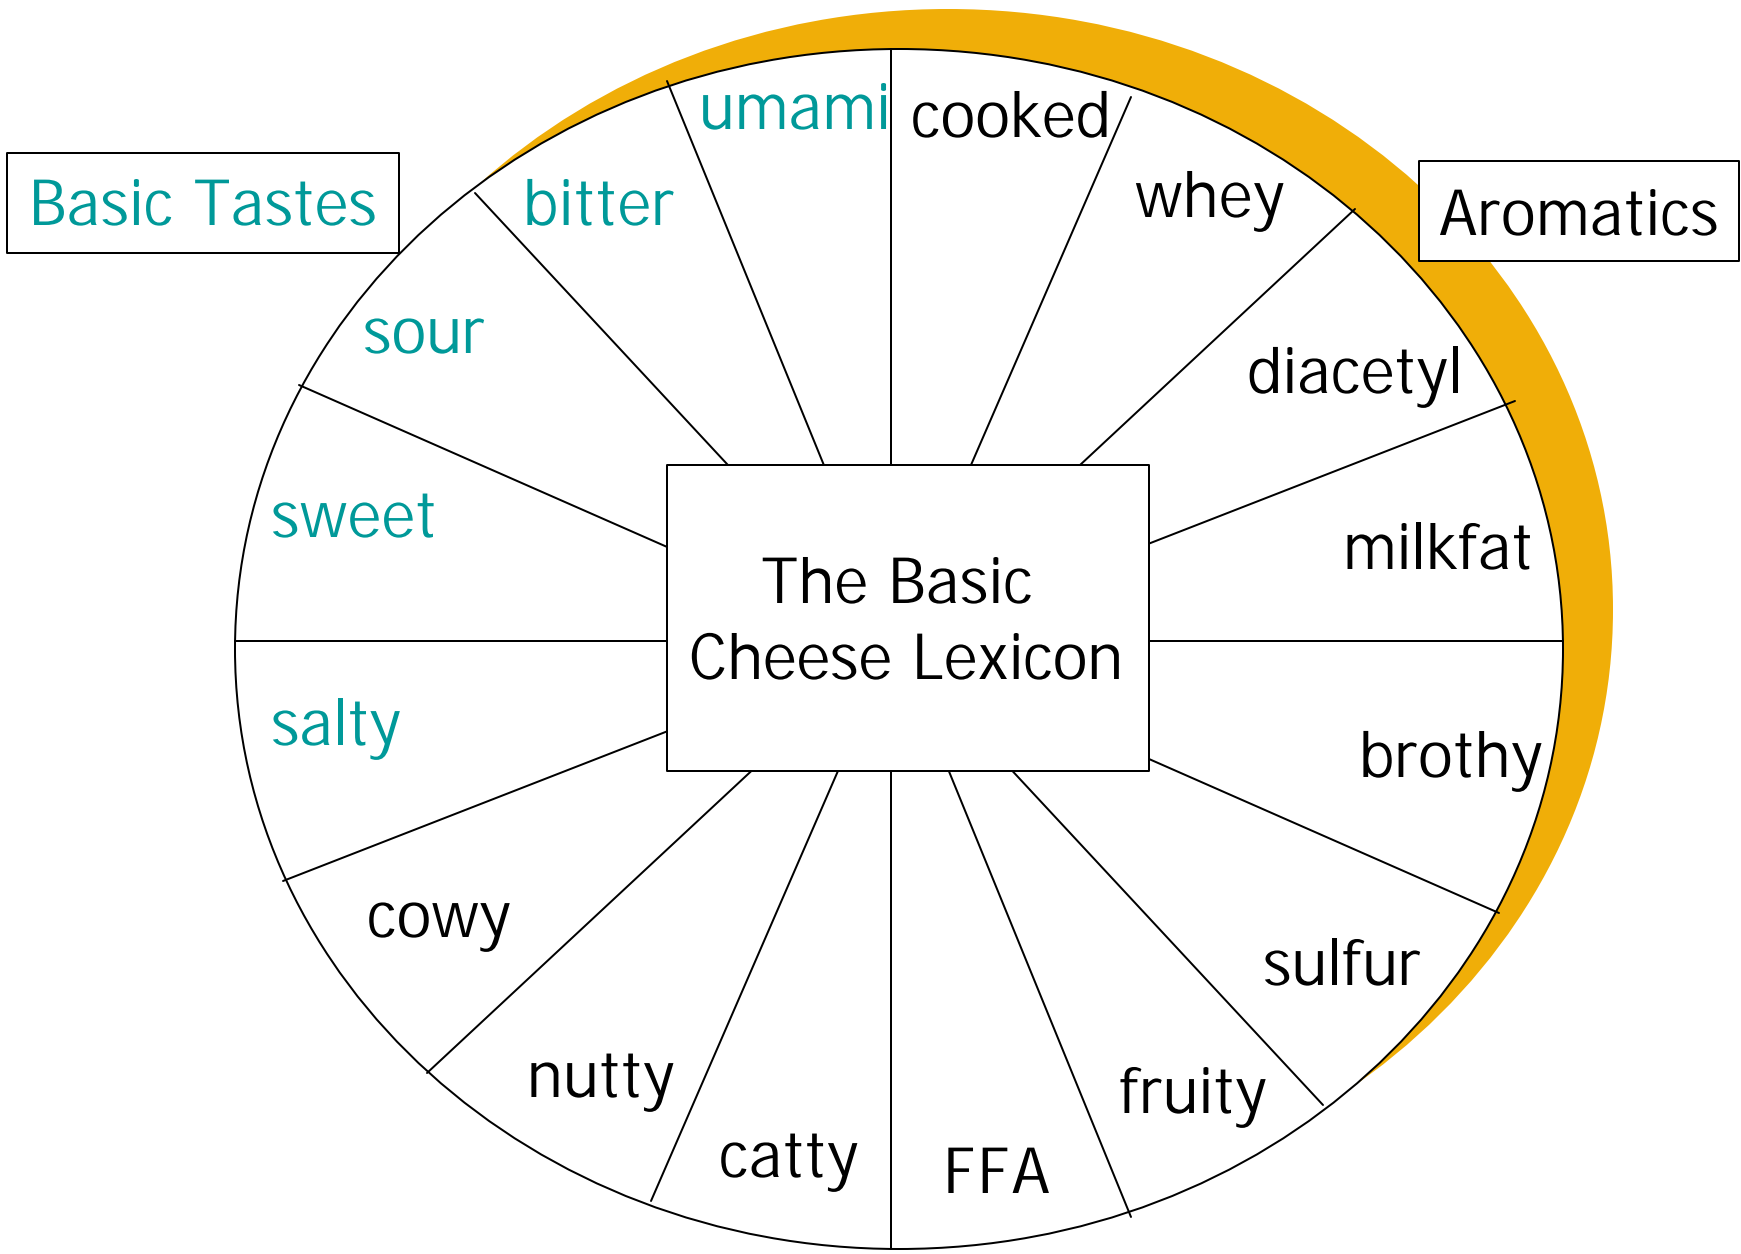 Basic Tastes
Aromatics
umami
cooked
whey
diacetyl
milkfat
brothy
sulfur
fruity
FFA
catty
nutty
cowy
salty
sweet
sour
bitter
The Basic
Cheese Lexicon